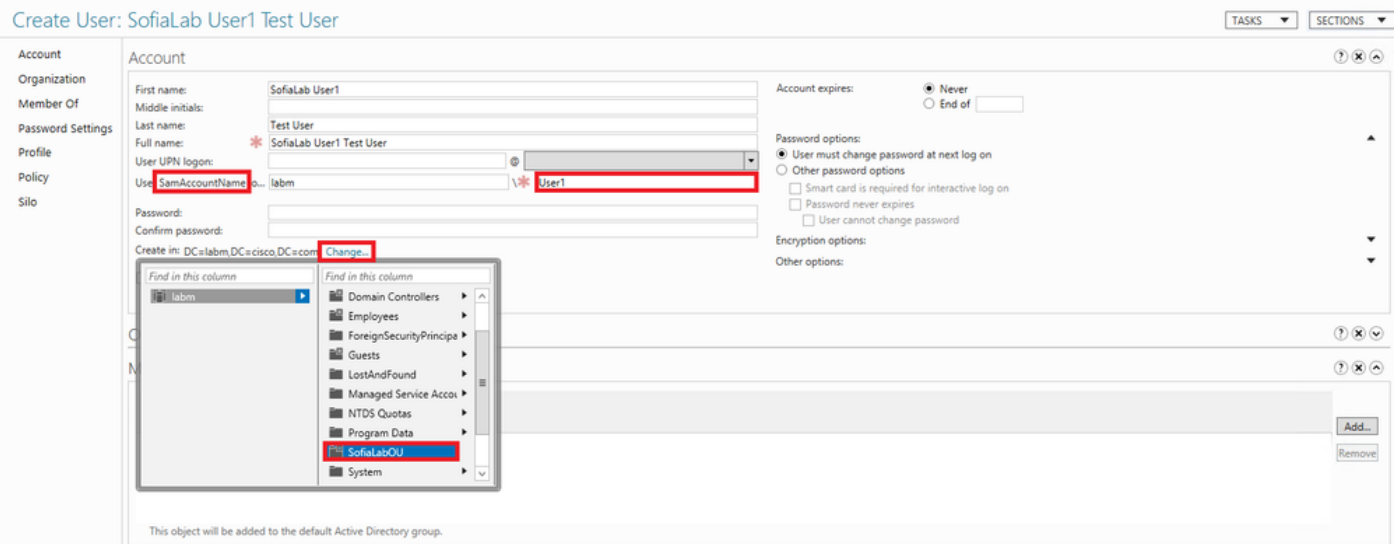 Create User: SofiaLab User1 Test User
TASKS
SECTIONS
Account
Organization
Member Of
Password Settings
Profile
Policy
Silo
Account
First name: SofiaLab User1
Middle initials:
Last name: Test User
Full name: * SofiaLab User1 Test User
User UPN logon: @
Use SamAccountName o... labm \* User1
Password:
Confirm password:
Create in: DC=labm,DC=cisco,DC=com Change...
Find in this column
labm
Find in this column
Domain Controllers
Employees
ForeignSecurityPrincipa
Guests
LostAndFound
Managed Service Accou
NTDS Quotas
Program Data
SofiaLabOU
System
Account expires: Never
End of
Password options:
User must change password at next log on
Other password options
Smart card is required for interactive log on
Password never expires
User cannot change password
Encryption options:
Other options:
Add...
Remove
This object will be added to the default Active Directory group.